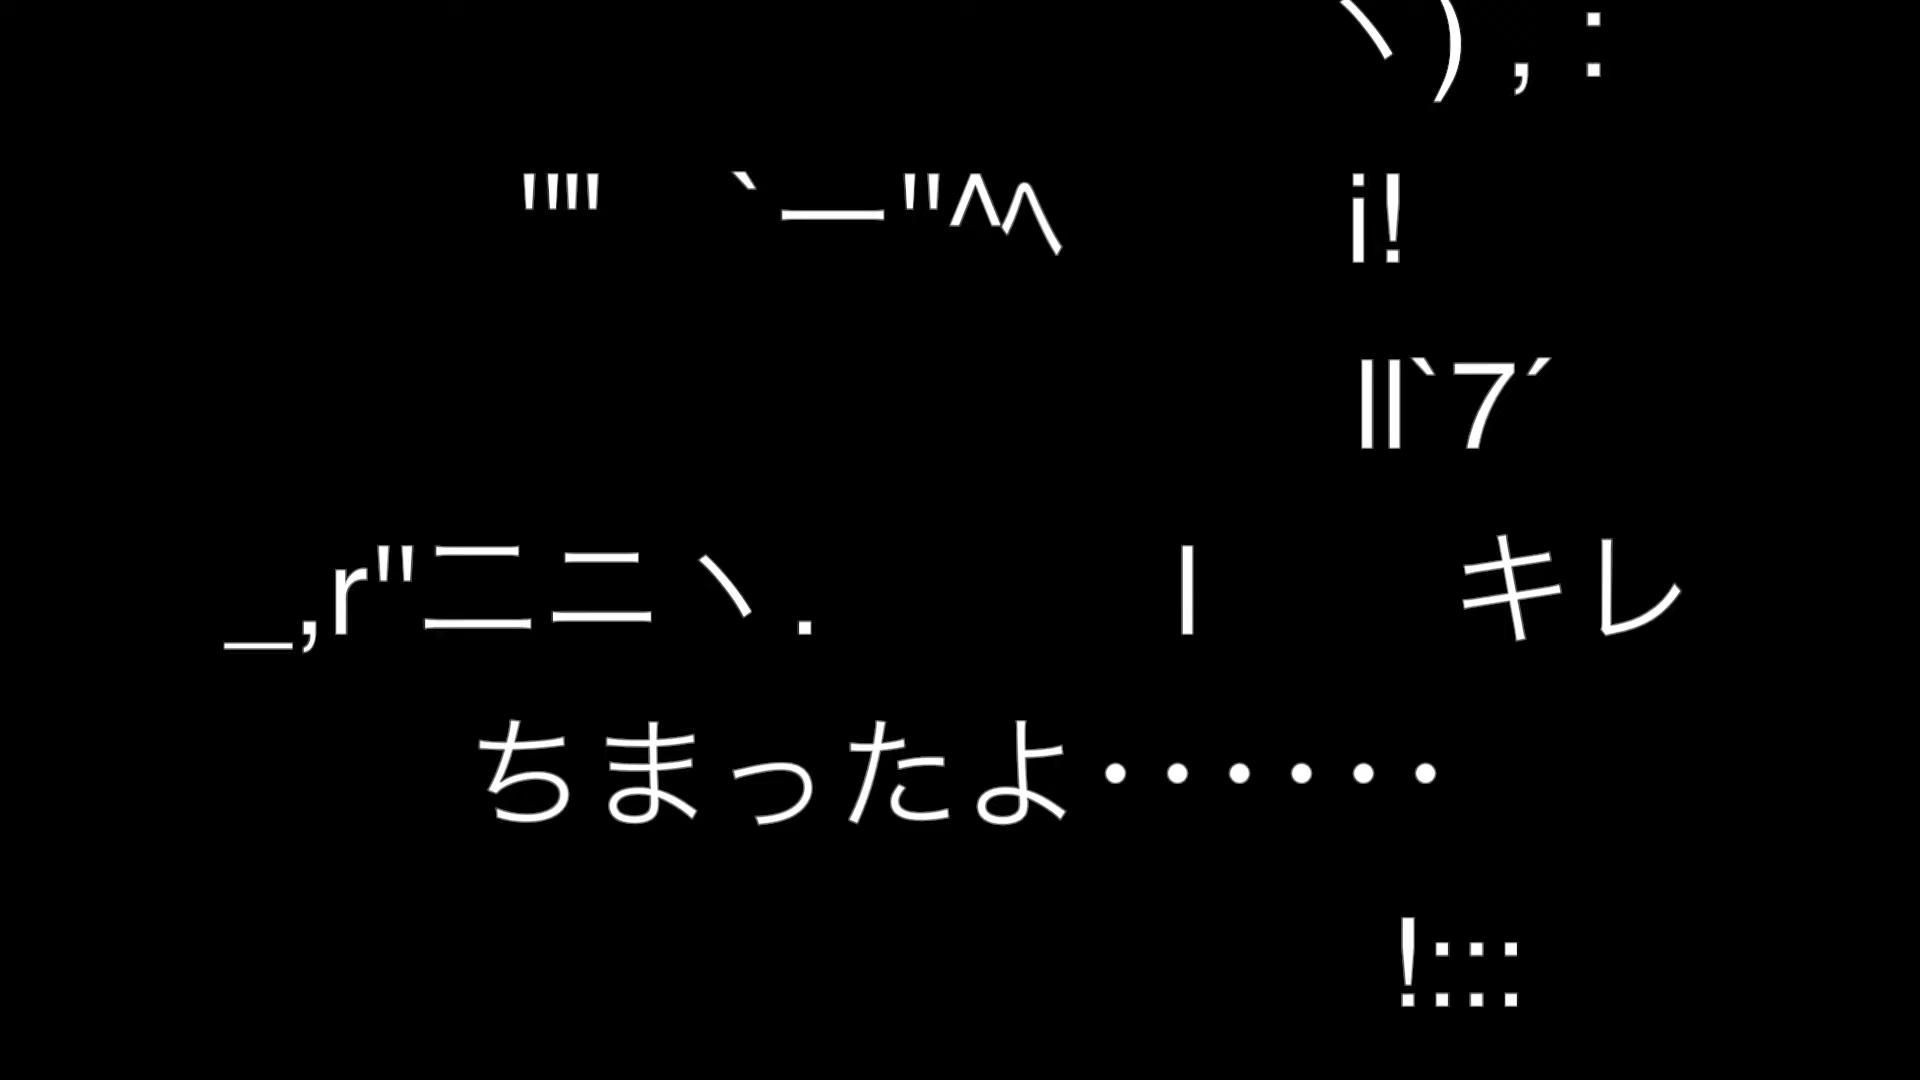 ヽ) , :
'"" `ー"^ヘ i!
ll`7´
_,r"二ニヽ. l キレ
ちまったよ・・・・・・
!:::